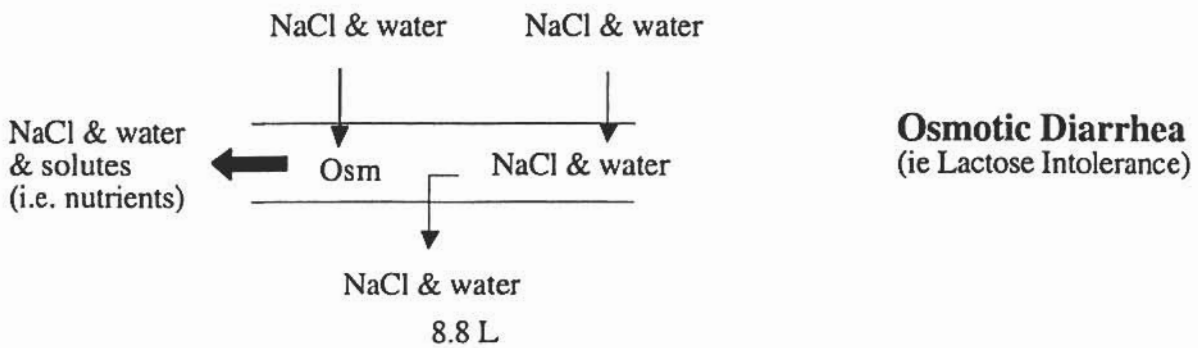 NaCl & water
NaCl & water
NaCl & water
& solutes
(i.e. nutrients)
Osm
NaCl & water
Osmotic Diarrhea
(ie Lactose Intolerance)
NaCl & water
8.8 L